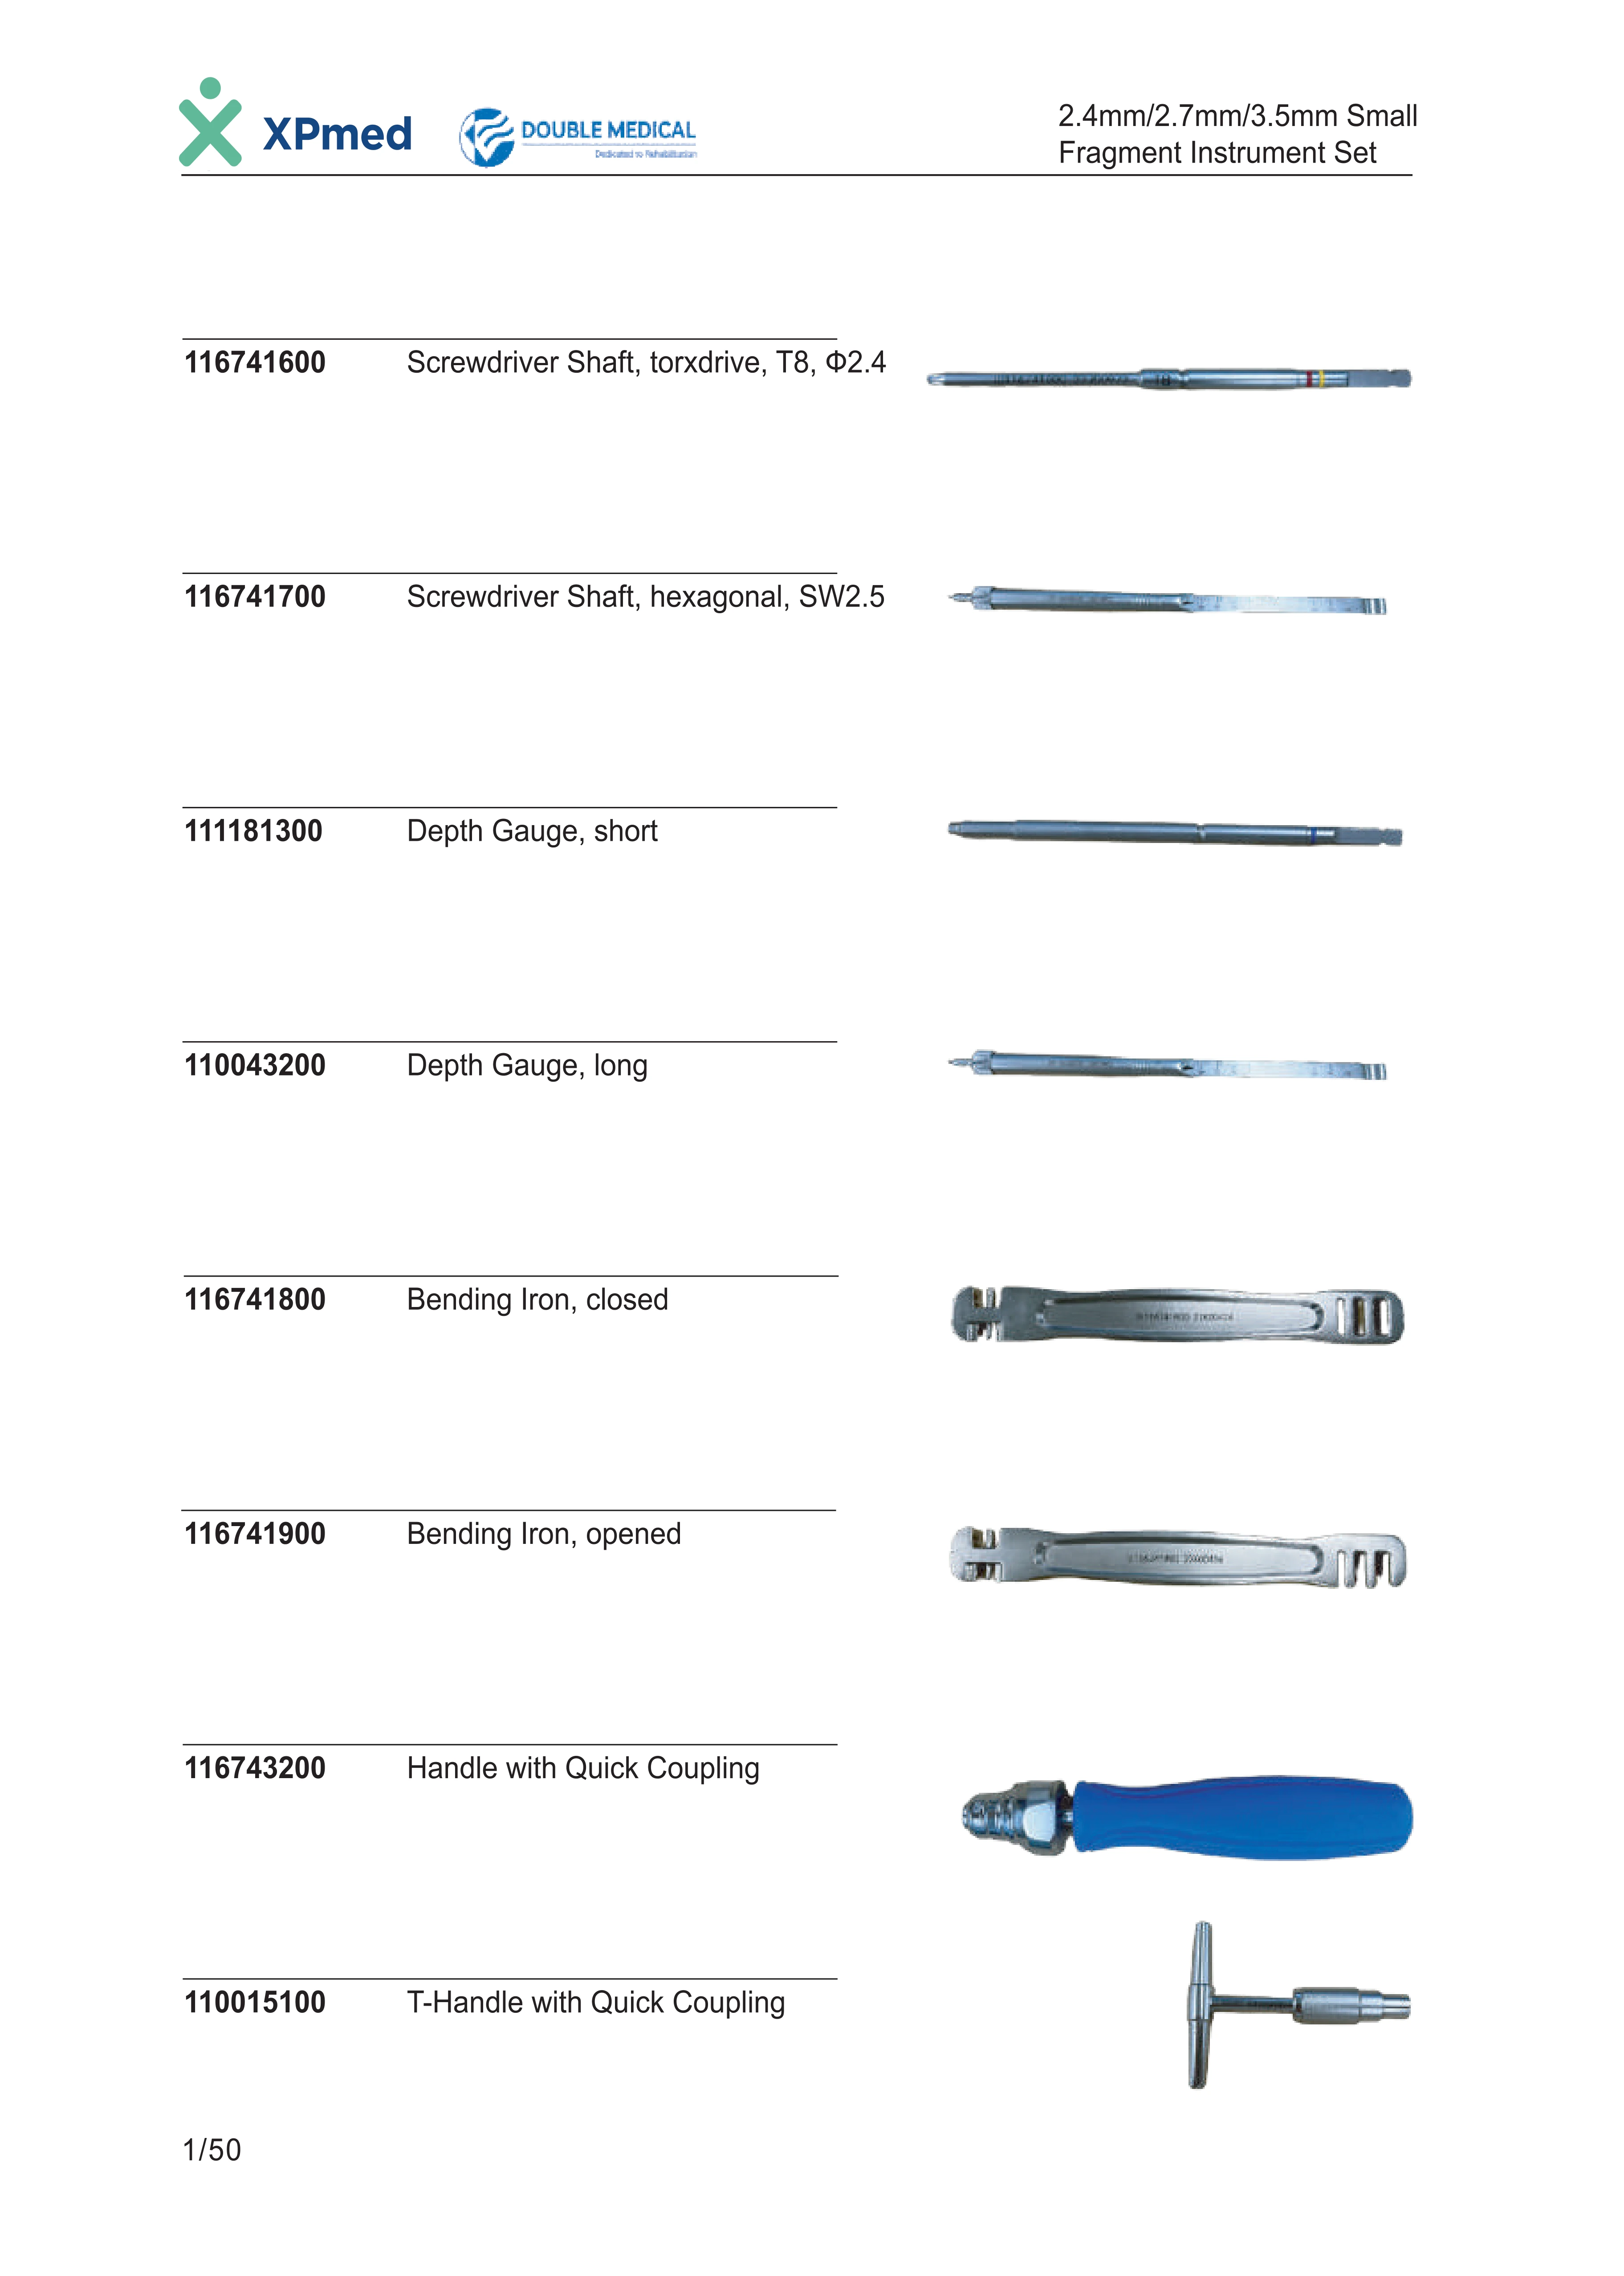 XPmed
DOUBLE MEDICAL
Dedicated to Rehabilitation
2.4mm/2.7mm/3.5mm Small
Fragment Instrument Set
116741600 Screwdriver Shaft, torxdrive, T8, Φ2.4
T8
116741700 Screwdriver Shaft, hexagonal, SW2.5
111181300 Depth Gauge, short
110043200 Depth Gauge, long
116741800 Bending Iron, closed
116741900 Bending Iron, opened
116743200 Handle with Quick Coupling
110015100 T-Handle with Quick Coupling
1/50